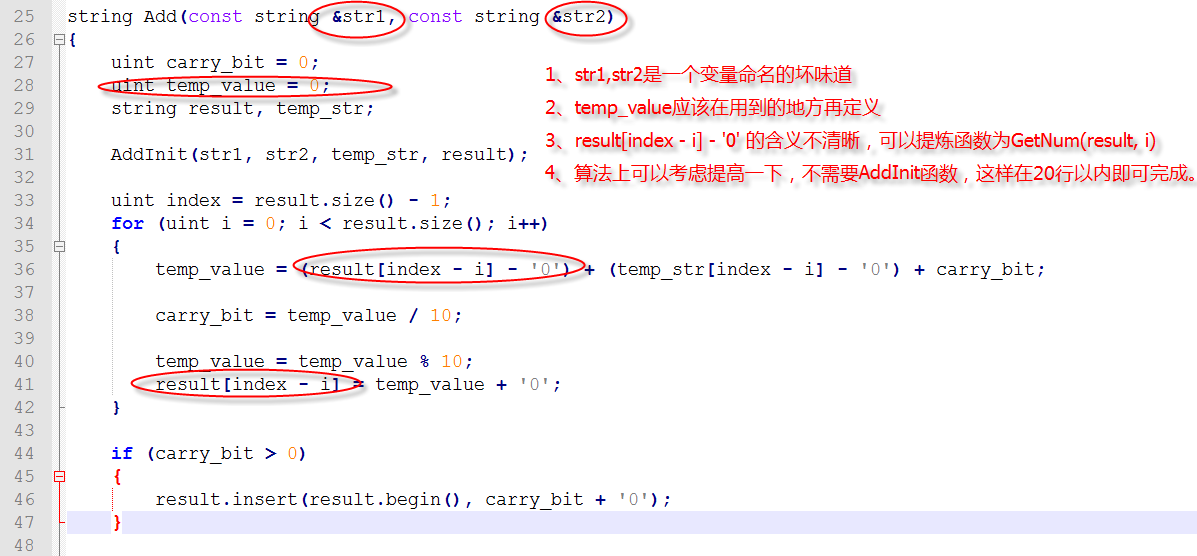 25 string Add(const string &str1, const string &str2)
26 {
27 uint carry_bit = 0;
28 uint temp_value = 0;
1、str1,str2是一个变量命名的坏味道
29 string result, temp_str;
2、temp_value应该在用到的地方再定义
30
3、result[index - i] - '0' 的含义不清晰，可以提炼函数为GetNum(result, i)
31 AddInit(str1, str2, temp_str, result);
4、算法上可以考虑提高一下，不需要AddInit函数，这样在20行以内即可完成。
32
33 uint index = result.size() - 1;
34 for (uint i = 0; i < result.size(); i++)
35 {
36 temp_value = (result[index - i] - '0') + (temp_str[index - i] - '0') + carry_bit;
37
38 carry_bit = temp_value / 10;
39
40 temp_value = temp_value % 10;
41 result[index - i] = temp_value + '0';
42 }
43
44 if (carry_bit > 0)
45 {
46 result.insert(result.begin(), carry_bit + '0');
47 }
48